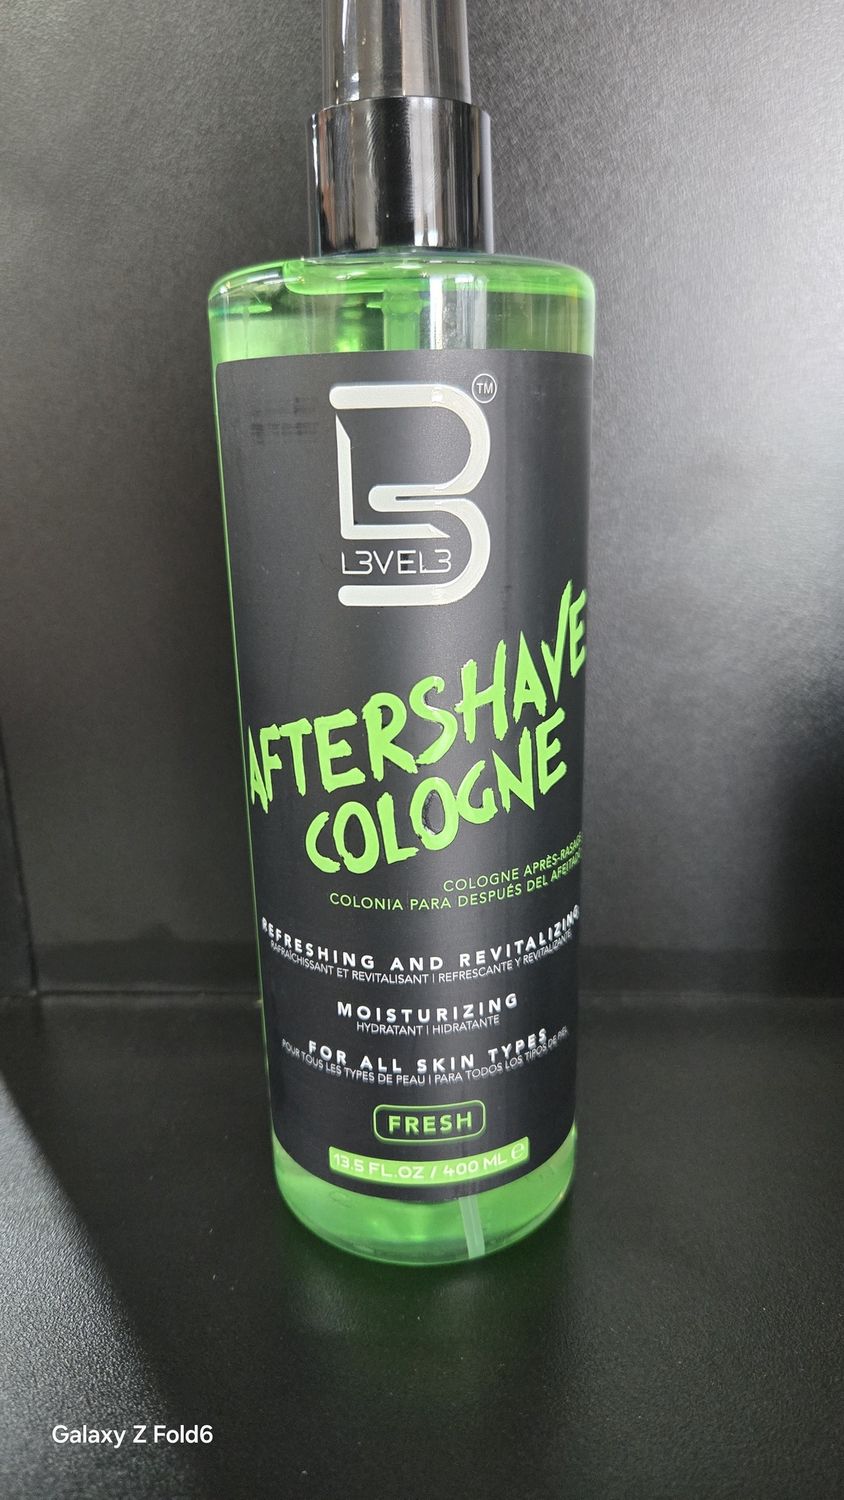 TM
L3VEL3
AFTERSHAVE
COLOGNE
COLOGNE APRÈS-RASAGE
COLONIA PARA DESPUÉS DEL AFEITADO
REFRESHING AND REVITALIZING
RAFRAÎCHISSANT ET REVITALISANT | REFRESCANTE Y REVITALIZANTE
MOISTURIZING
HYDRATANT | HIDRATANTE
FOR ALL SKIN TYPES
POUR TOUS LES TYPES DE PEAU | PARA TODOS LOS TIPOS DE PIEL
FRESH
13.5 FL.OZ / 400 ML ℮
Galaxy Z Fold6